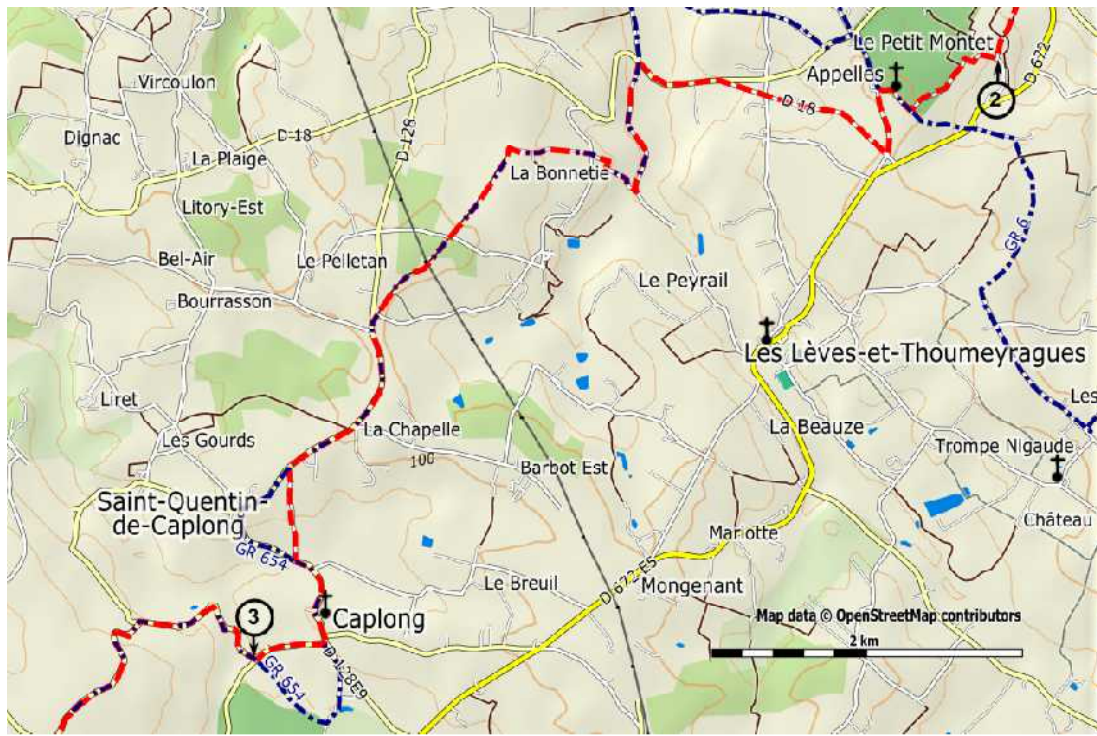 Le Petit Montet
D 672
Appelles
2
Vircoulon
D 18
Dignac
D 18
D 128
La Plaige
La Bonnetie
Litory-Est
GR 6
Bel-Air
Le Pelletan
Le Peyrail
Bourrasson
Les Lèves-et-Thoumeyragues
Liret
Les
La Chapelle
La Beauze
Les Gourds
Trompe Nigaude
100
Barbot Est
Saint-Quentin-
de-Caplong
Château
Mariotte
GR 654
Le Breuil
D 672 E5
Mongenant
3
Caplong
Map data © OpenStreetMap contributors
2 km
GR 654
D 128E9